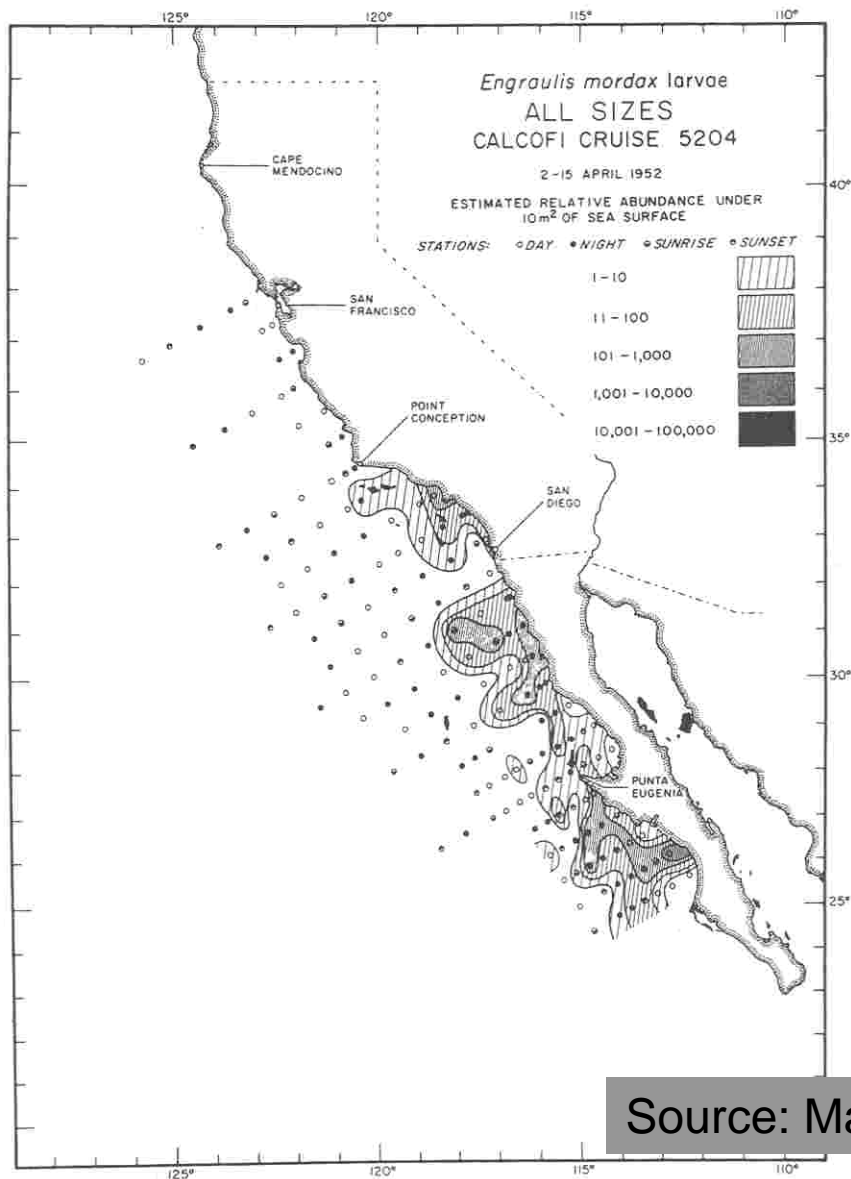 125°
120°
115°
110°
Engraulis mordax larvae
ALL SIZES
CALCOFI CRUISE 5204
2-15 APRIL 1952
ESTIMATED RELATIVE ABUNDANCE UNDER
10m² OF SEA SURFACE
STATIONS: ○DAY ●NIGHT SUNRISE SUNSET
1-10
11-100
101-1,000
1,001-10,000
10,001-100,000
CAPE
MENDOCINO
40°
SAN
FRANCISCO
POINT
CONCEPTION
35°
SAN
DIEGO
30°
PUNTA
EUGENIA
25°
Source: Ma
125°
120°
115°
110°